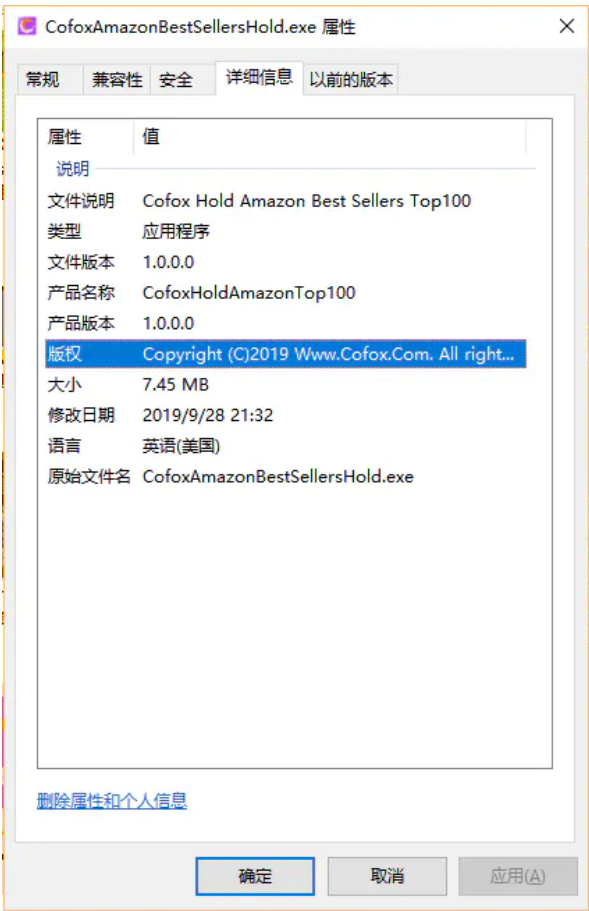 CofoxAmazonBestSellersHold.exe 属性
常规 兼容性 安全 详细信息 以前的版本
属性 值
说明
文件说明 Cofox Hold Amazon Best Sellers Top100
类型 应用程序
文件版本 1.0.0.0
产品名称 CofoxHoldAmazonTop100
产品版本 1.0.0.0
版权 Copyright (C)2019 Www.Cofox.Com. All right...
大小 7.45 MB
修改日期 2019/9/28 21:32
语言 英语(美国)
原始文件名 CofoxAmazonBestSellersHold.exe
删除属性和个人信息
确定 取消 应用(A)